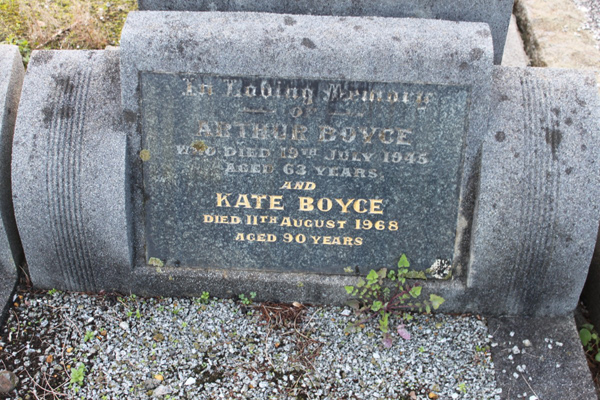 In Loving Memory
of
ARTHUR BOYCE
WHO DIED 19TH JULY 1945
AGED 63 YEARS
AND
KATE BOYCE
DIED 11TH AUGUST 1968
AGED 90 YEARS